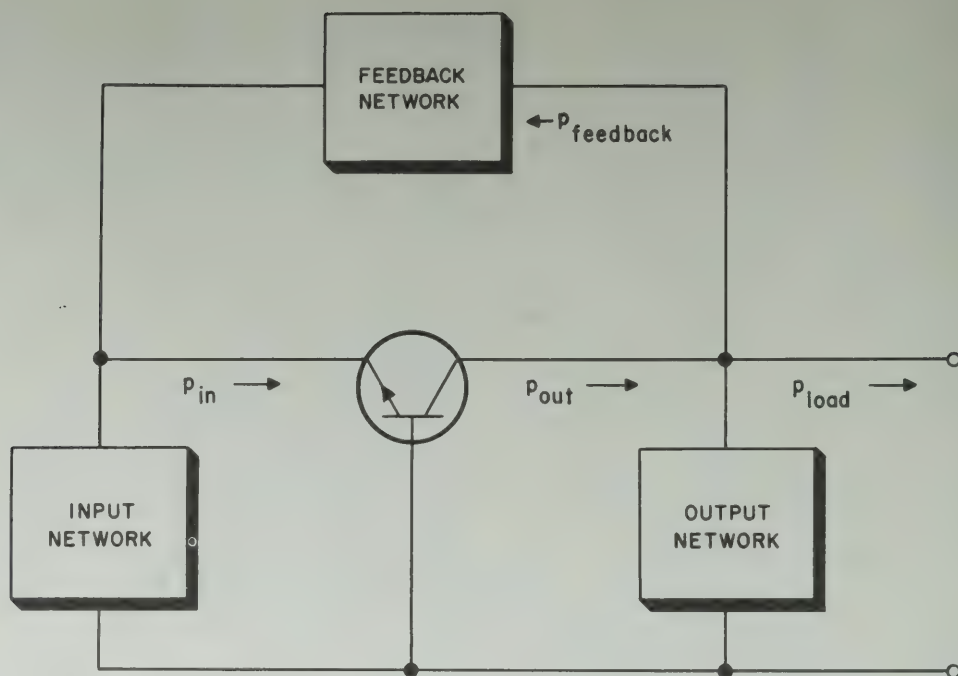 FEEDBACK
NETWORK
←p feedback
p in →
p out →
p load →
INPUT
NETWORK
OUTPUT
NETWORK